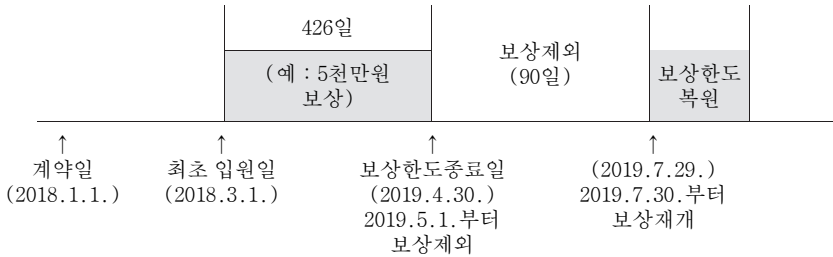 426일
(예 : 5천만원
보상)
보상제외
(90일)
보상한도
복원
↑
계약일
(2018.1.1.)
↑
최초 입원일
(2018.3.1.)
↑
보상한도종료일
(2019.4.30.)
2019.5.1.부터
보상제외
↑
(2019.7.29.)
2019.7.30.부터
보상재개